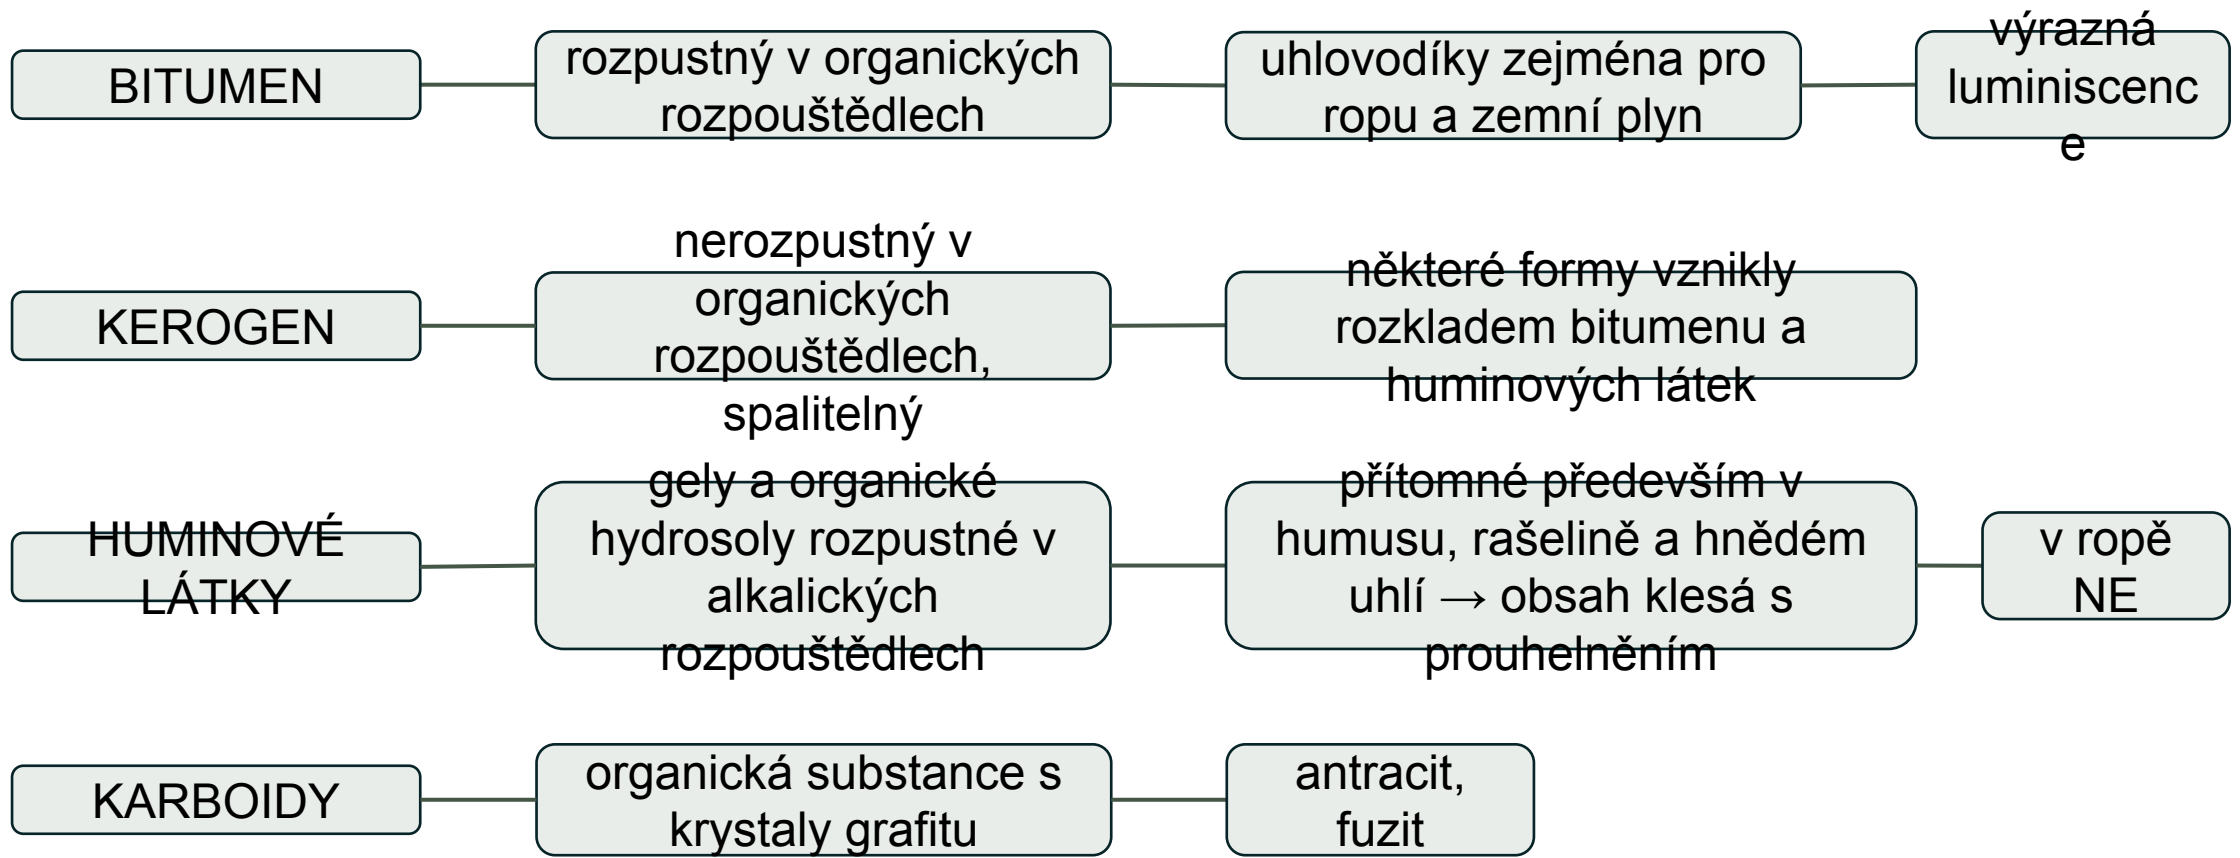 BITUMEN
rozpustný v organických
rozpouštědlech
uhlovodíky zejména pro
ropu a zemní plyn
výrazná
luminiscenc
e
KEROGEN
nerozpustný v
organických
rozpouštědlech,
spalitelný
některé formy vznikly
rozkladem bitumenu a
huminových látek
HUMINOVÉ
LÁTKY
gely a organické
hydrosoly rozpustné v
alkalických
rozpouštědlech
přítomné především v
humusu, rašelině a hnědém
uhlí → obsah klesá s
prouhelněním
v ropě
NE
KARBOIDY
organická substance s
krystaly grafitu
antracit,
fuzit